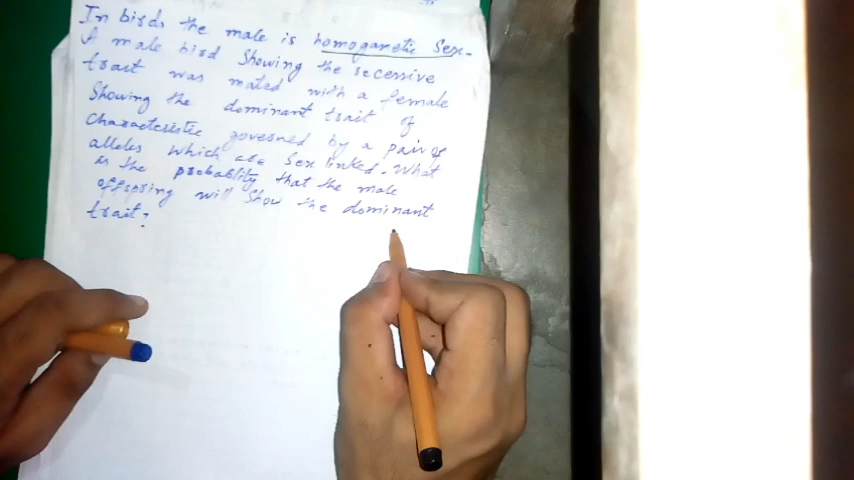 In birds the male is homogametic sex.
A male bird showing the recessive
trait was mated with a female
showing the dominant trait of
characteristic governed by a pair of
alleles which are sex linked. What
is the probablity that the male
offspring will show the dominant
trait?